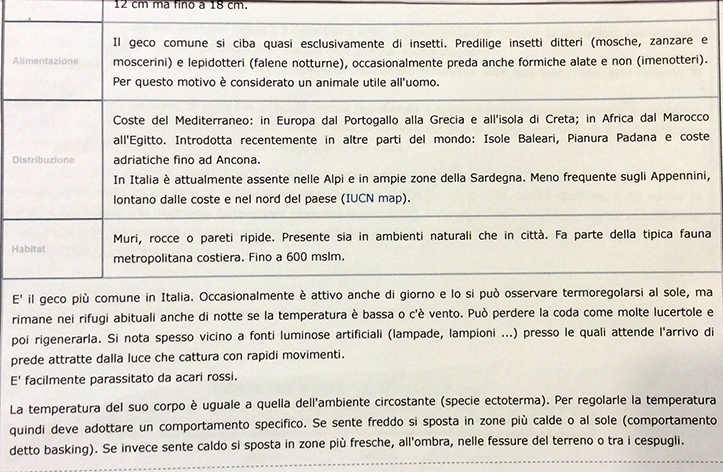 12 cm ma fino a 18 cm.
Alimentazione
Il geco comune si ciba quasi esclusivamente di insetti. Predilige insetti ditteri (mosche, zanzare e
moscerini) e lepidotteri (falene notturne), occasionalmente preda anche formiche alate e non (imenotteri).
Per questo motivo è considerato un animale utile all'uomo.
Distribuzione
Coste del Mediterraneo: in Europa dal Portogallo alla Grecia e all'isola di Creta; in Africa dal Marocco
all'Egitto. Introdotta recentemente in altre parti del mondo: Isole Baleari, Pianura Padana e coste
adriatiche fino ad Ancona.
In Italia è attualmente assente nelle Alpi e in ampie zone della Sardegna. Meno frequente sugli Appennini,
lontano dalle coste e nel nord del paese (IUCN map).
Habitat
Muri, rocce o pareti ripide. Presente sia in ambienti naturali che in città. Fa parte della tipica fauna
metropolitana costiera. Fino a 600 mslm.
E' il geco più comune in Italia. Occasionalmente è attivo anche di giorno e lo si può osservare termoregolarsi al sole, ma
rimane nei rifugi abituali anche di notte se la temperatura è bassa o c'è vento. Può perdere la coda come molte lucertole e
poi rigenerarla. Si nota spesso vicino a fonti luminose artificiali (lampade, lampioni ...) presso le quali attende l'arrivo di
prede attratte dalla luce che cattura con rapidi movimenti.
E' facilmente parassitato da acari rossi.
La temperatura del suo corpo è uguale a quella dell'ambiente circostante (specie ectoterma). Per regolarle la temperatura
quindi deve adottare un comportamento specifico. Se sente freddo si sposta in zone più calde o al sole (comportamento
detto basking). Se invece sente caldo si sposta in zone più fresche, all'ombra, nelle fessure del terreno o tra i cespugli.